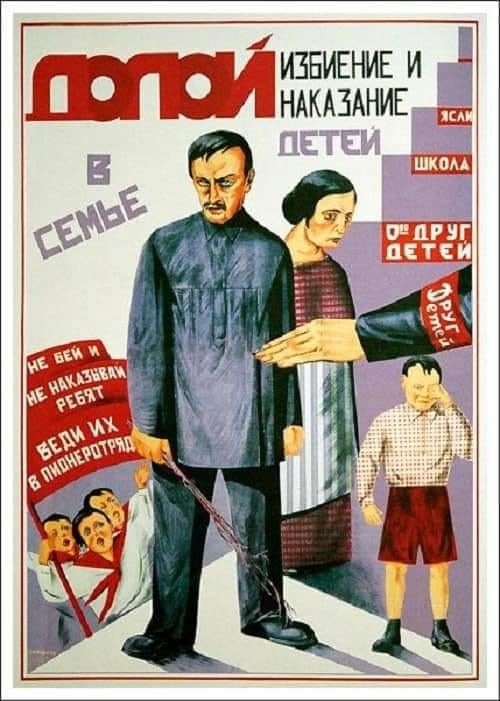 ДОЛОЙ ИЗБИЕНИЕ И
НАКАЗАНИЕ
ДЕТЕЙ
В
СЕМЬЕ
ЯСЛИ
ШКОЛА
О-ВО ДРУГ
ДЕТЕЙ
Друг
Детей
НЕ БЕЙ И
НЕ НАКАЗЫВАЙ
РЕБЯТ
ВЕДИ ИХ
В ПИОНЕРОТРЯД